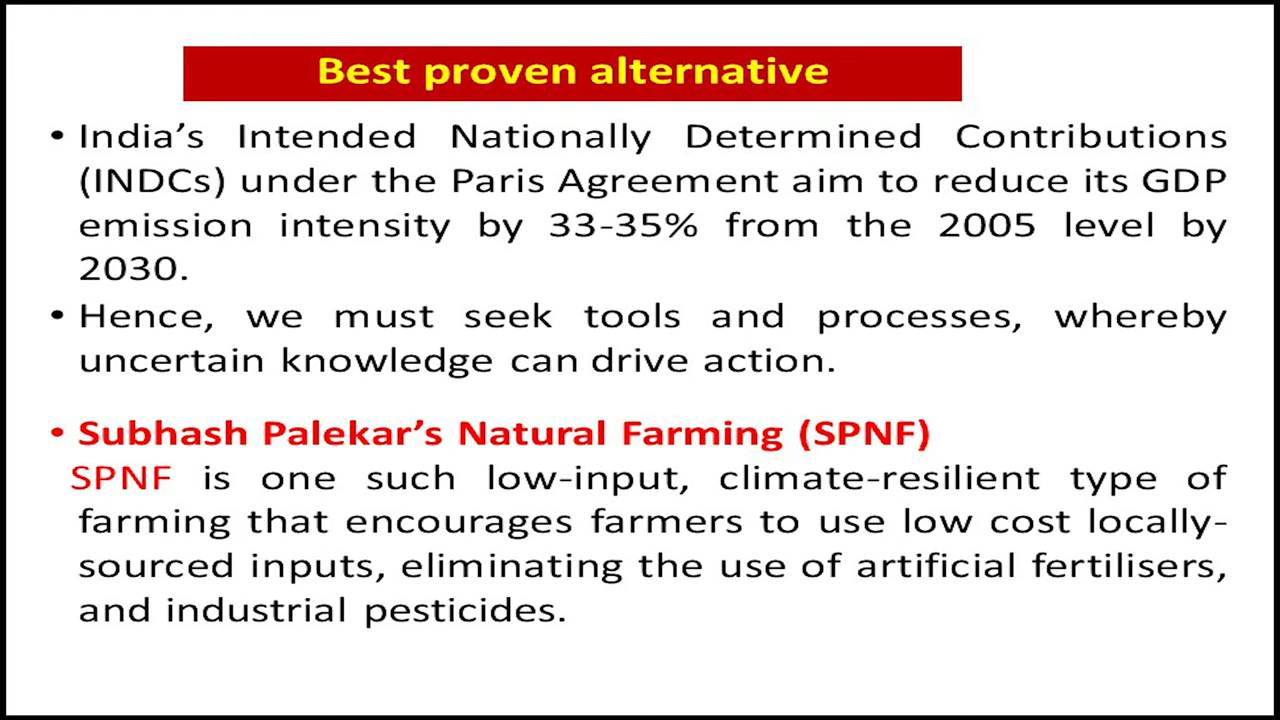 Best proven alternative
• India’s Intended Nationally Determined Contributions
(INDCs) under the Paris Agreement aim to reduce its GDP
emission intensity by 33-35% from the 2005 level by
2030.
• Hence, we must seek tools and processes, whereby
uncertain knowledge can drive action.
• Subhash Palekar’s Natural Farming (SPNF)
SPNF is one such low-input, climate-resilient type of
farming that encourages farmers to use low cost locally-
sourced inputs, eliminating the use of artificial fertilisers,
and industrial pesticides.